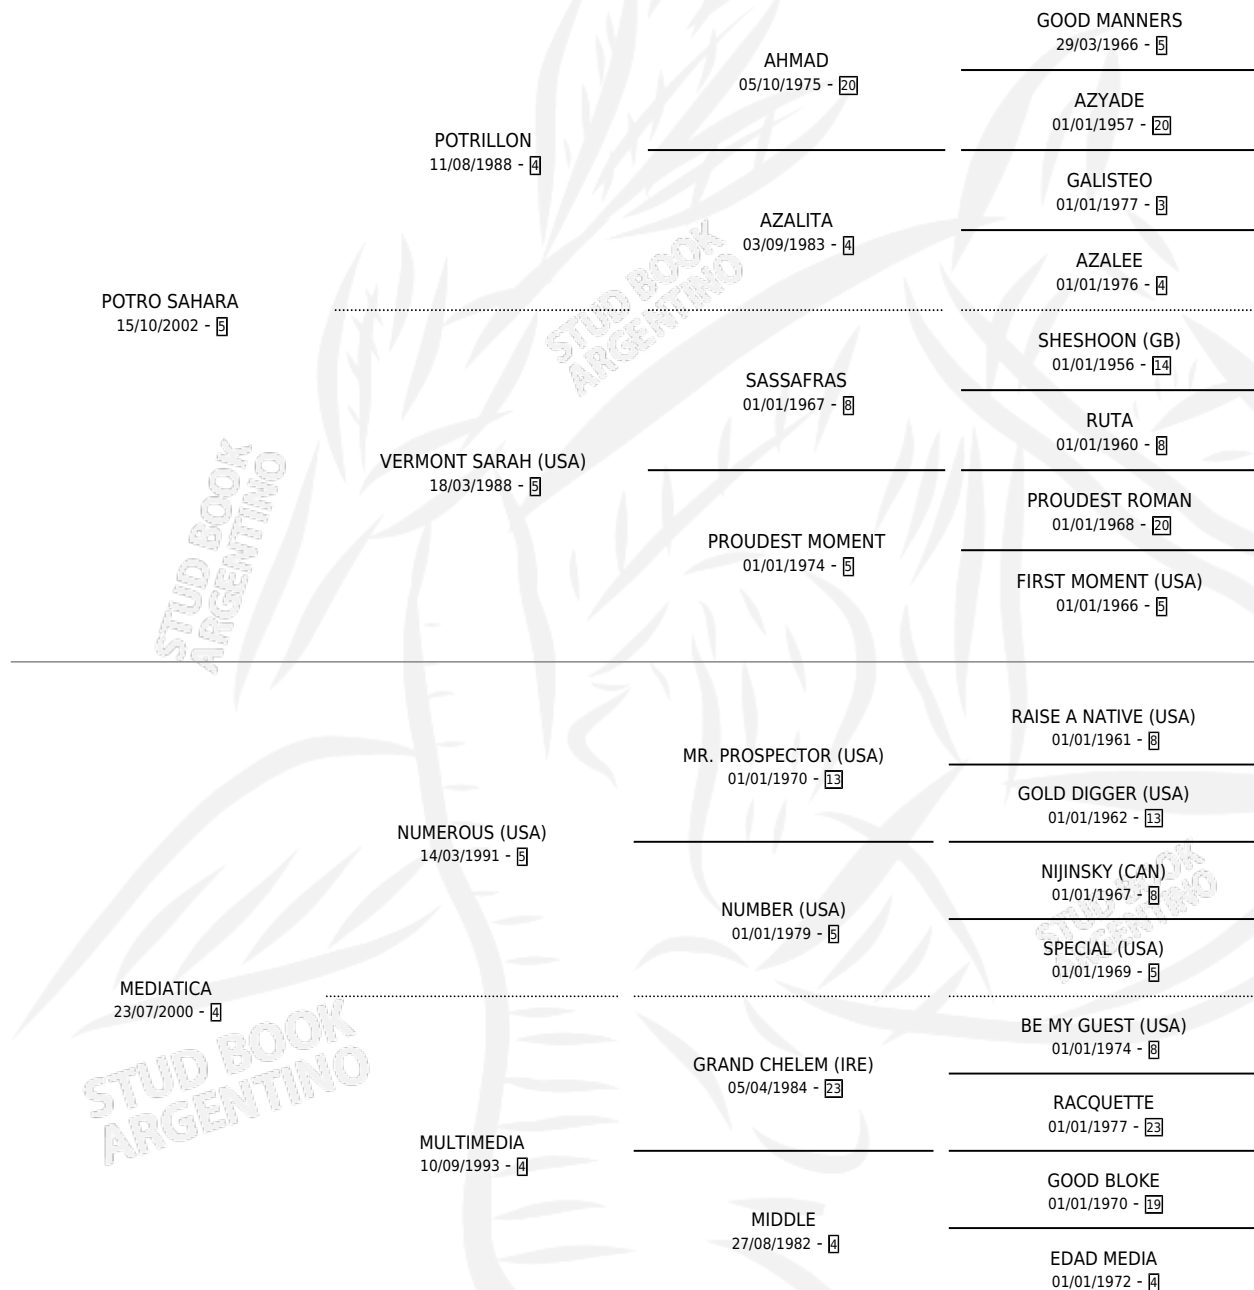 GOOD MANNERS
29/03/1966 - 5
AHMAD
05/10/1975 - 20
AZYADE
01/01/1957 - 20
POTRILLON
11/08/1988 - 4
GALISTEO
01/01/1977 - 3
AZALITA
03/09/1983 - 4
AZALEE
01/01/1976 - 4
POTRO SAHARA
15/10/2002 - 5
SHESHOON (GB)
01/01/1956 - 14
SASSAFRAS
01/01/1967 - 8
RUTA
01/01/1960 - 8
VERMONT SARAH (USA)
18/03/1988 - 5
PROUDEST ROMAN
01/01/1968 - 20
PROUDEST MOMENT
01/01/1974 - 5
FIRST MOMENT (USA)
01/01/1966 - 5
STUD BOOK
ARGENTINO
STUD BOOK
ARGENTINO
RAISE A NATIVE (USA)
01/01/1961 - 8
MR. PROSPECTOR (USA)
01/01/1970 - 13
GOLD DIGGER (USA)
01/01/1962 - 13
NUMEROUS (USA)
14/03/1991 - 5
NIJINSKY (CAN)
01/01/1967 - 8
NUMBER (USA)
01/01/1979 - 5
SPECIAL (USA)
01/01/1969 - 5
STUD BOOK
ARGENTINO
MEDIATICA
23/07/2000 - 4
BE MY GUEST (USA)
01/01/1974 - 8
GRAND CHELEM (IRE)
05/04/1984 - 23
RACQUETTE
01/01/1977 - 23
STUD BOOK
ARGENTINO
MULTIMEDIA
10/09/1993 - 4
GOOD BLOKE
01/01/1970 - 19
MIDDLE
27/08/1982 - 4
EDAD MEDIA
01/01/1972 - 4